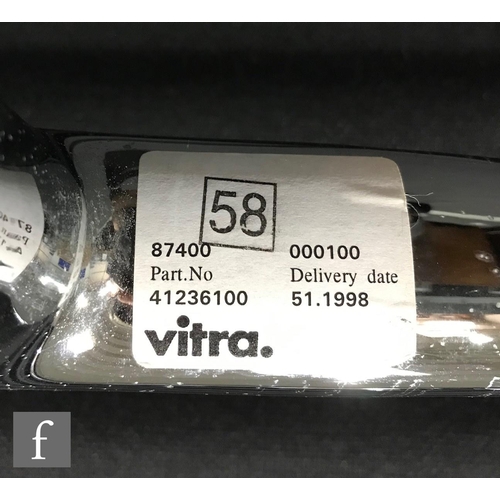 58
87400 000100
Part.No Delivery date
41236100 51.1998
vitra.
f